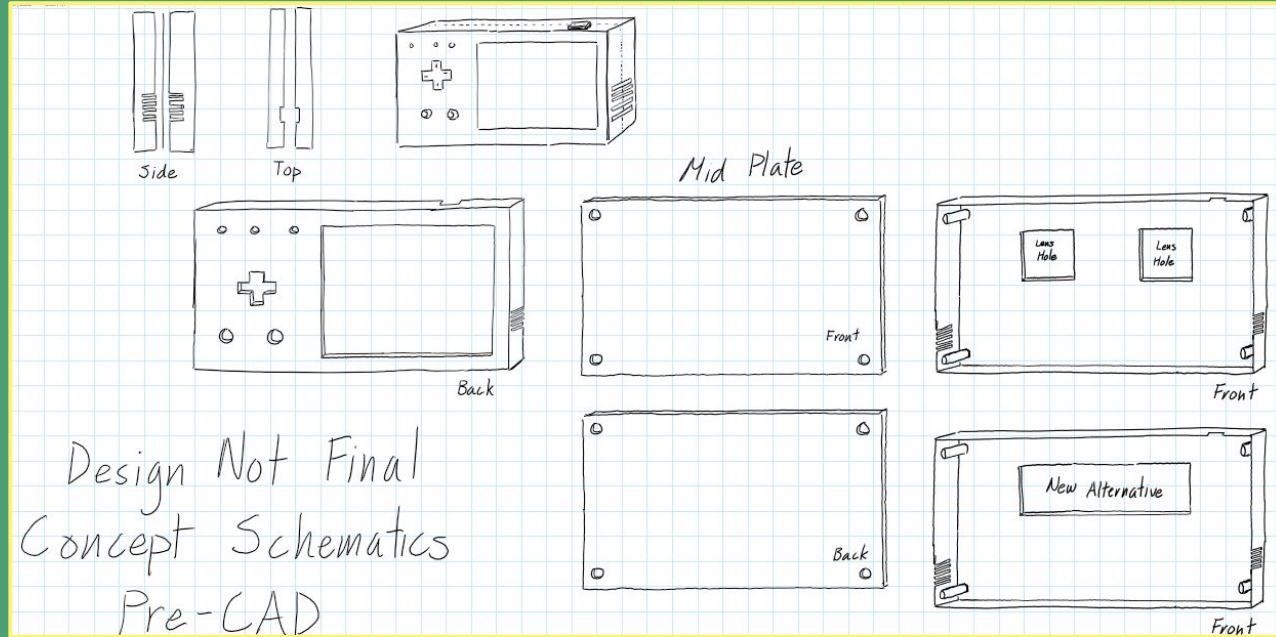 Side
Top
Mid Plate
Back
Front
Lens
Hole
Lens
Hole
Front
Design Not Final
Concept Schematics
Pre-CAD
Back
New Alternative
Front